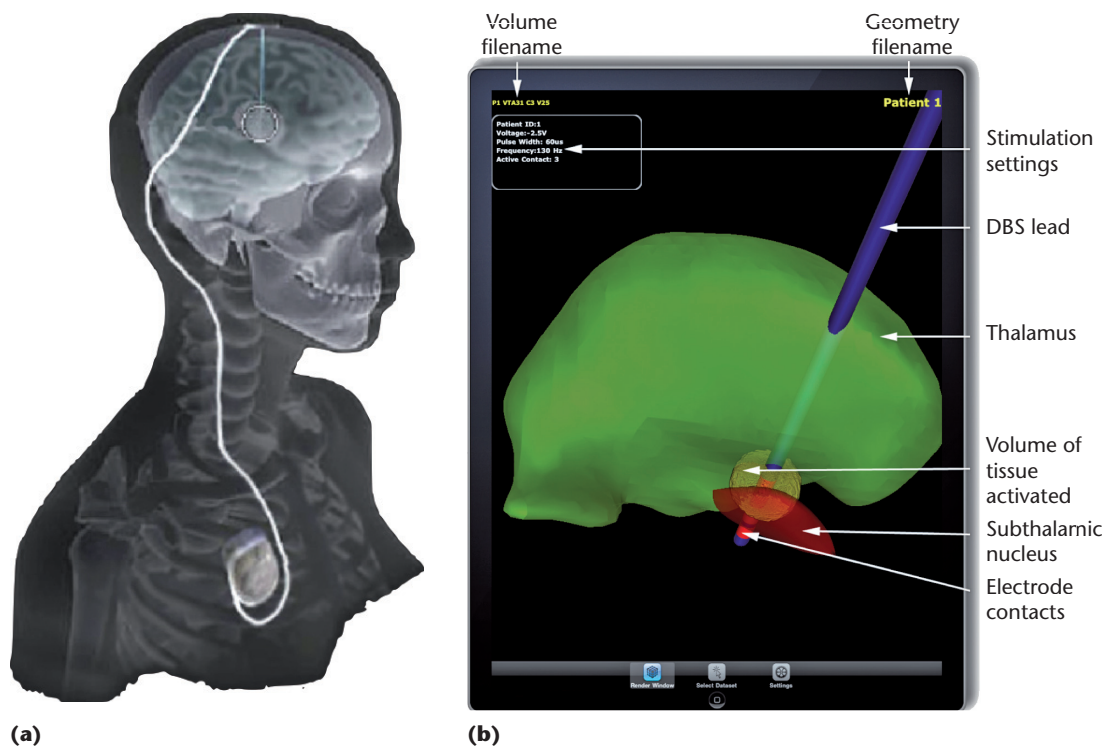 Volume
filename
Geometry
filename
P1 VTA31 C3 V25
Patient 1
Patient ID:1
Voltage:-2.5V
Pulse Width: 60us
Frequency:130 Hz
Active Contact: 3
Stimulation
settings
DBS lead
Thalamus
Volume of
tissue
activated
Subthalamic
nucleus
Electrode
contacts
Render Window
Select Dataset
Settings
(a)
(b)